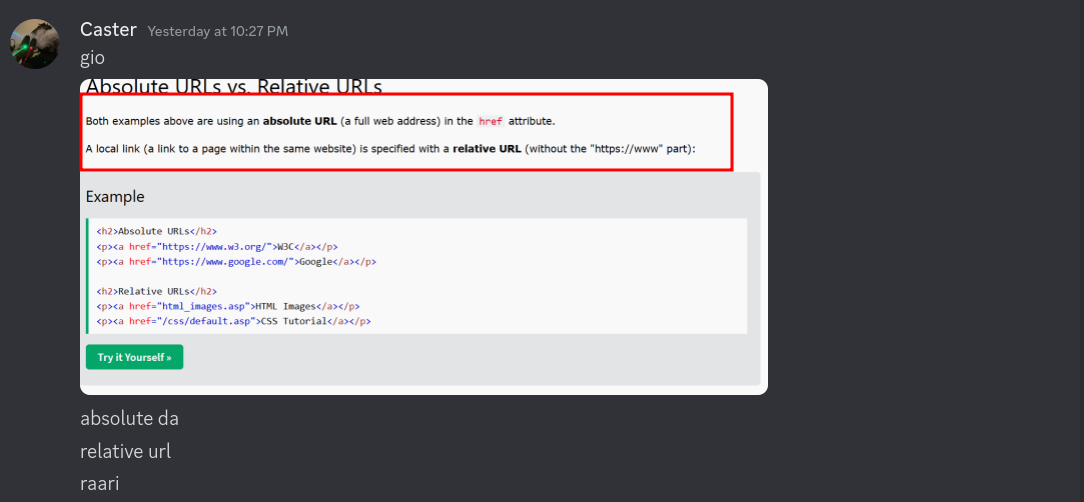 Caster Yesterday at 10:27 PM
gio
Absolute URLs vs. Relative URLs
Both examples above are using an absolute URL (a full web address) in the href attribute.
A local link (a link to a page within the same website) is specified with a relative URL (without the "https://www" part):
Example
<h2>Absolute URLs</h2>
<p><a href="https://www.w3.org/">W3C</a></p>
<p><a href="https://www.google.com/">Google</a></p>
<h2>Relative URLs</h2>
<p><a href="html_images.asp">HTML Images</a></p>
<p><a href="/css/default.asp">CSS Tutorial</a></p>
Try it Yourself »
absolute da
relative url
raari